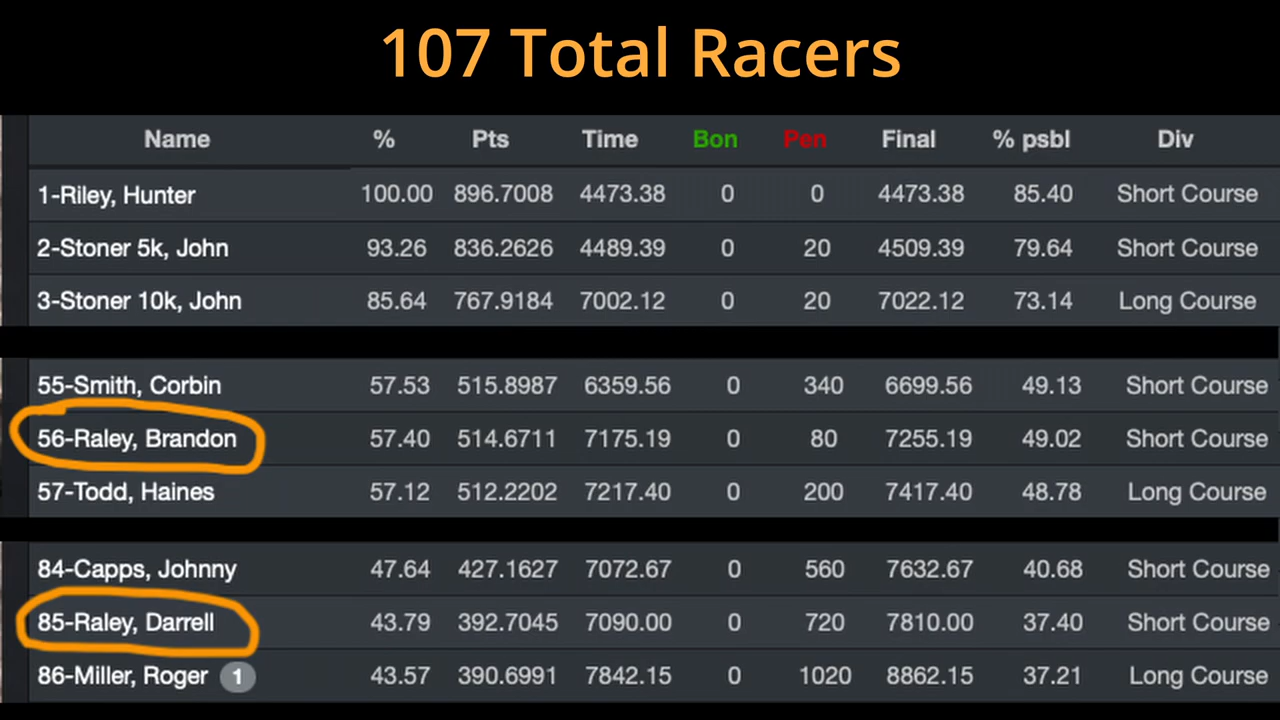 107 Total Racers
Name % Pts Time Bon Pen Final % psbl Div
1-Riley, Hunter 100.00 896.7008 4473.38 0 0 4473.38 85.40 Short Course
2-Stoner 5k, John 93.26 836.2626 4489.39 0 20 4509.39 79.64 Short Course
3-Stoner 10k, John 85.64 767.9184 7002.12 0 20 7022.12 73.14 Long Course
55-Smith, Corbin 57.53 515.8987 6359.56 0 340 6699.56 49.13 Short Course
56-Raley, Brandon 57.40 514.6711 7175.19 0 80 7255.19 49.02 Short Course
57-Todd, Haines 57.12 512.2202 7217.40 0 200 7417.40 48.78 Long Course
84-Capps, Johnny 47.64 427.1627 7072.67 0 560 7632.67 40.68 Short Course
85-Raley, Darrell 43.79 392.7045 7090.00 0 720 7810.00 37.40 Short Course
86-Miller, Roger 1 43.57 390.6991 7842.15 0 1020 8862.15 37.21 Long Course